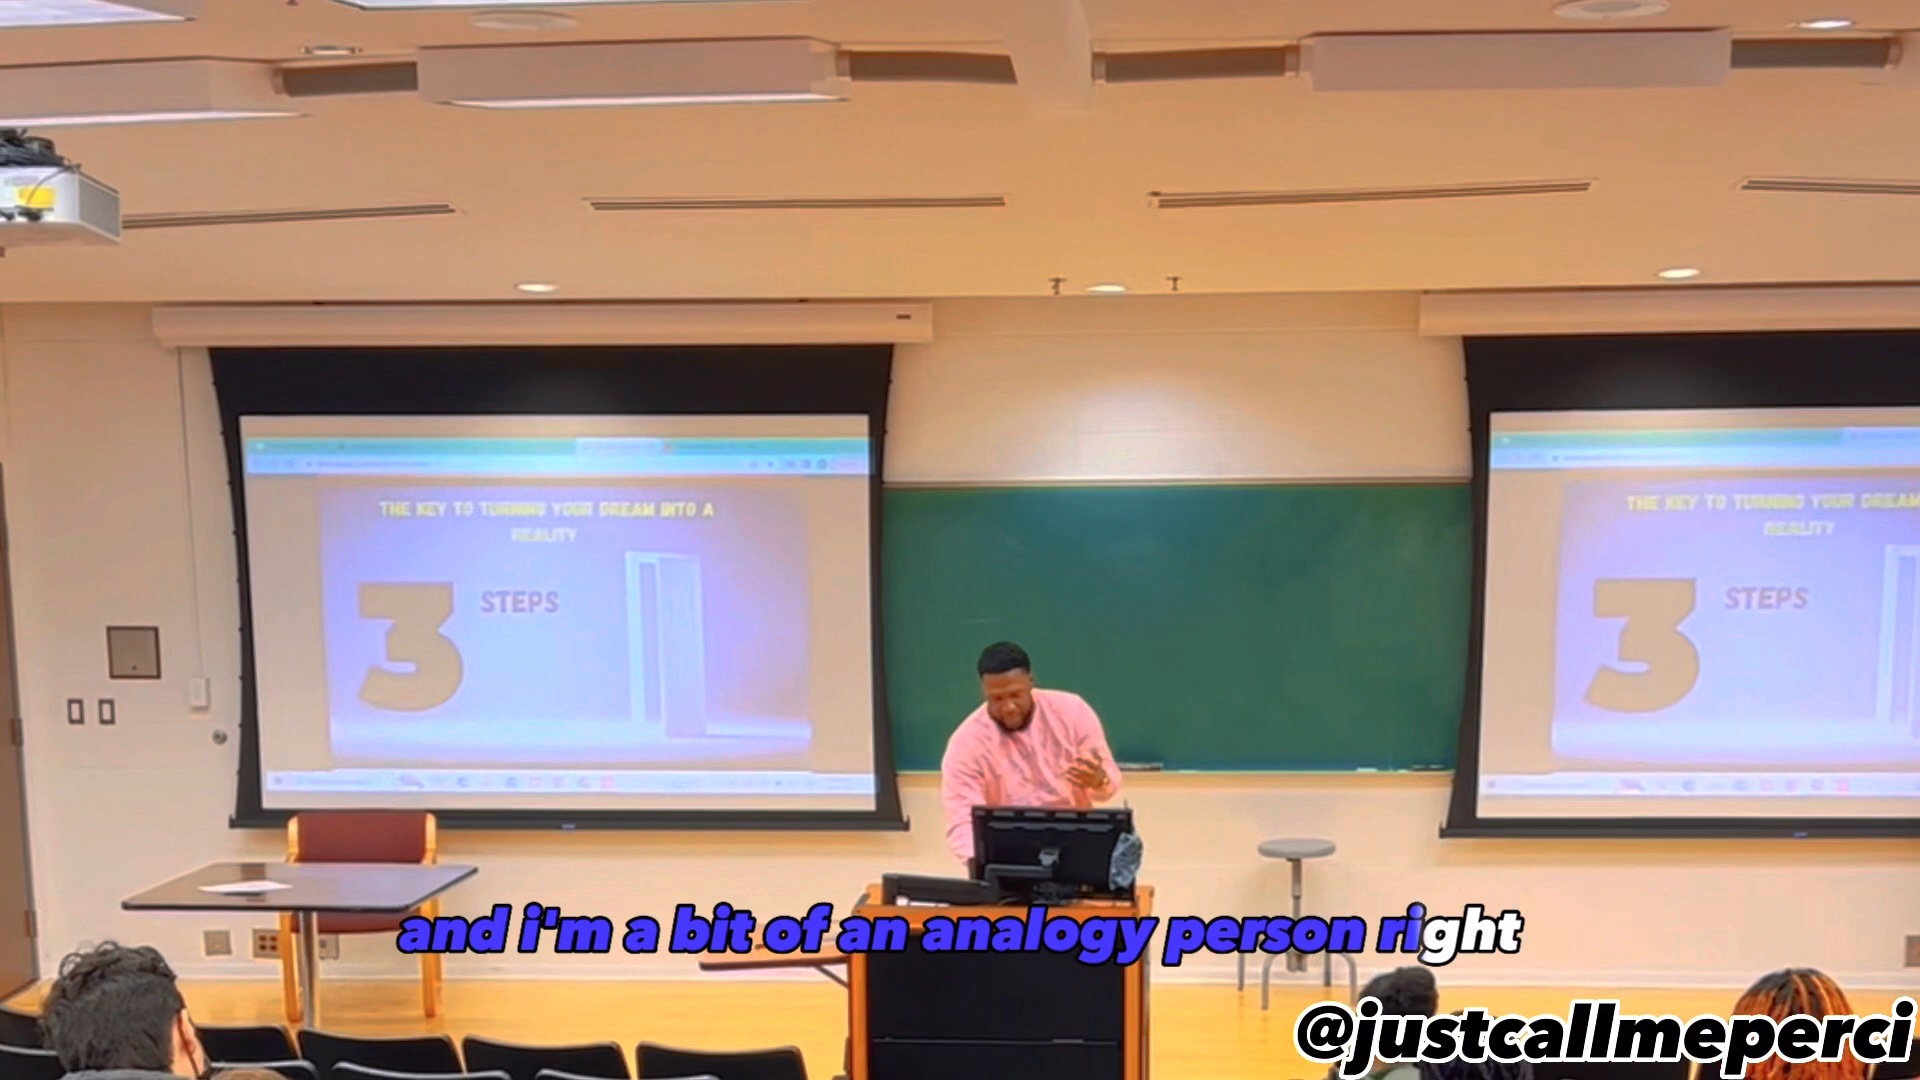 THE KEY TO TURNING YOUR DREAM INTO A
REALITY
3 STEPS
THE KEY TO TURNING YOUR DREAM
REALITY
3 STEPS
and i'm a bit of an analogy person right
@justcallmeperci